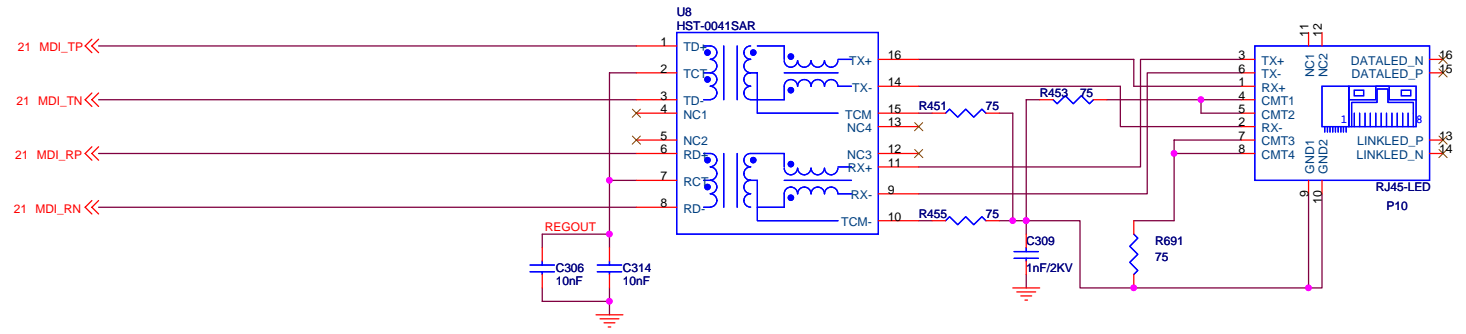 U8
HST-0041SAR
21 MDI_TP
21 MDI_TN
21 MDI_RP
21 MDI_RN
1
2
3
4
5
6
7
8
TD+
TCT
TD-
NC1
NC2
RD+
RCT
RD-
TX+
TX-
TCM
NC4
NC3
RX+
RX-
TCM-
16
14
15
13
12
11
9
10
R451 75
R453 75
R455 75
REGOUT
C306
10nF
C314
10nF
C309
1nF/2KV
R691
75
3
6
1
4
5
2
7
8
TX+
TX-
RX+
CMT1
CMT2
RX-
CMT3
CMT4
11
12
NC1
NC2
DATALED_N
DATALED_P
16
15
1
8
LINKLED_P
LINKLED_N
13
14
GND1
GND2
9
10
RJ45-LED
P10